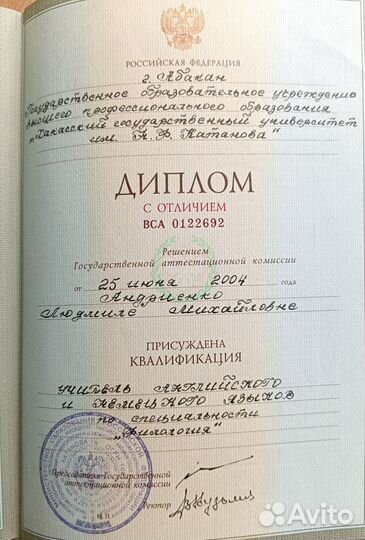 РОССИЙСКАЯ ФЕДЕРАЦИЯ
г. Абакан
Государственное образовательное учреждение
высшего профессионального образования
"Хакасский государственный университет
им. Н. Ф. Катанова"
ДИПЛОМ
С ОТЛИЧИЕМ
ВСА 0122692
Решением
Государственной аттестационной комиссии
от 25 июня 2004 года
Андриенко
Людмиле Михайловне
ПРИСУЖДЕНА
КВАЛИФИКАЦИЯ
УЧИТЕЛЬ АНГЛИЙСКОГО
И НЕМЕЦКОГО ЯЗЫКОВ
по специальности
"Филология"
Председатель Государственной
аттестационной комиссии
Ректор
М. П.
Avito